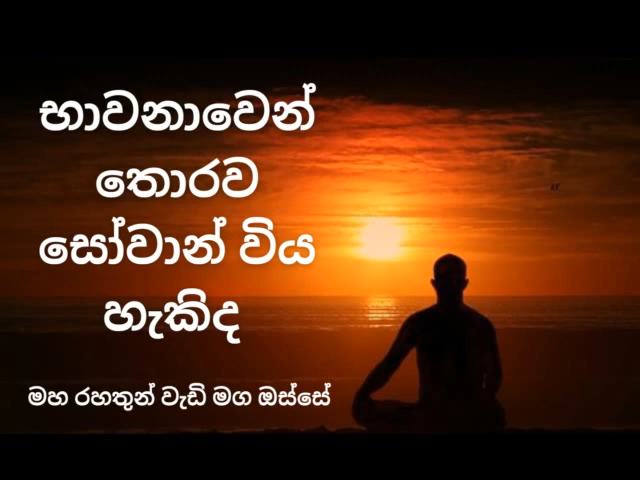 භාවනාවෙන්
තොරව
සෝවාන් විය
හැකිද
මහ රහතුන් වැඩි මග ඔස්සේ